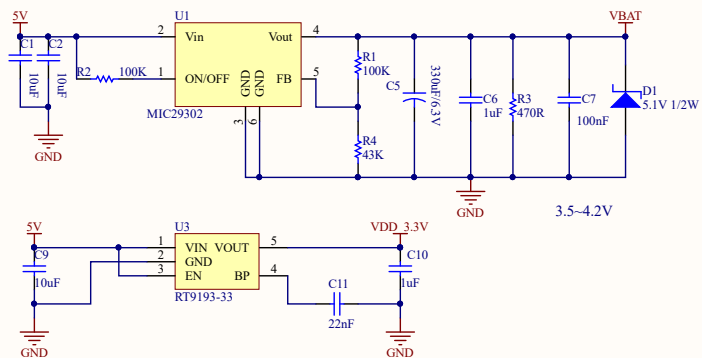 5V
U1
VBAT
2
Vin
Vout
4
C1
C2
10uF
10uF
R2
100K
1
ON/OFF
FB
5
GND
GND
MIC29302
3
6
GND
R1
100K
R4
43K
C5
330uF/6.3V
C6
1uF
R3
470R
C7
100nF
D1
5.1V 1/2W
GND
3.5~4.2V
5V
U3
VDD_3.3V
C9
10uF
1
2
3
VIN
VOUT
GND
EN
BP
5
4
RT9193-33
C11
22nF
C10
1uF
GND
GND